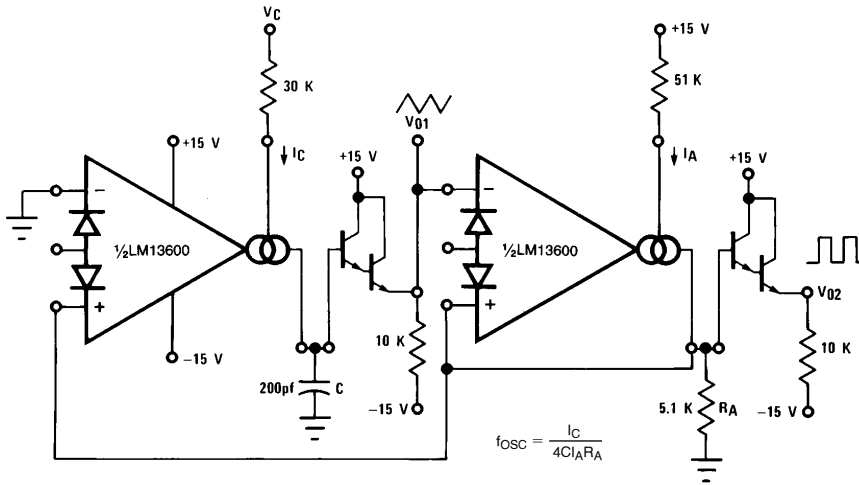 VC
+15 V
30 K
51 K
V01
+15 V
IC
+15 V
IA
+15 V
−
−
½LM13600
½LM13600
+
+
V02
−15 V
10 K
10 K
200pf
C
−15 V
5.1 K
RA
−15 V
fOSC = IC
4CIARA